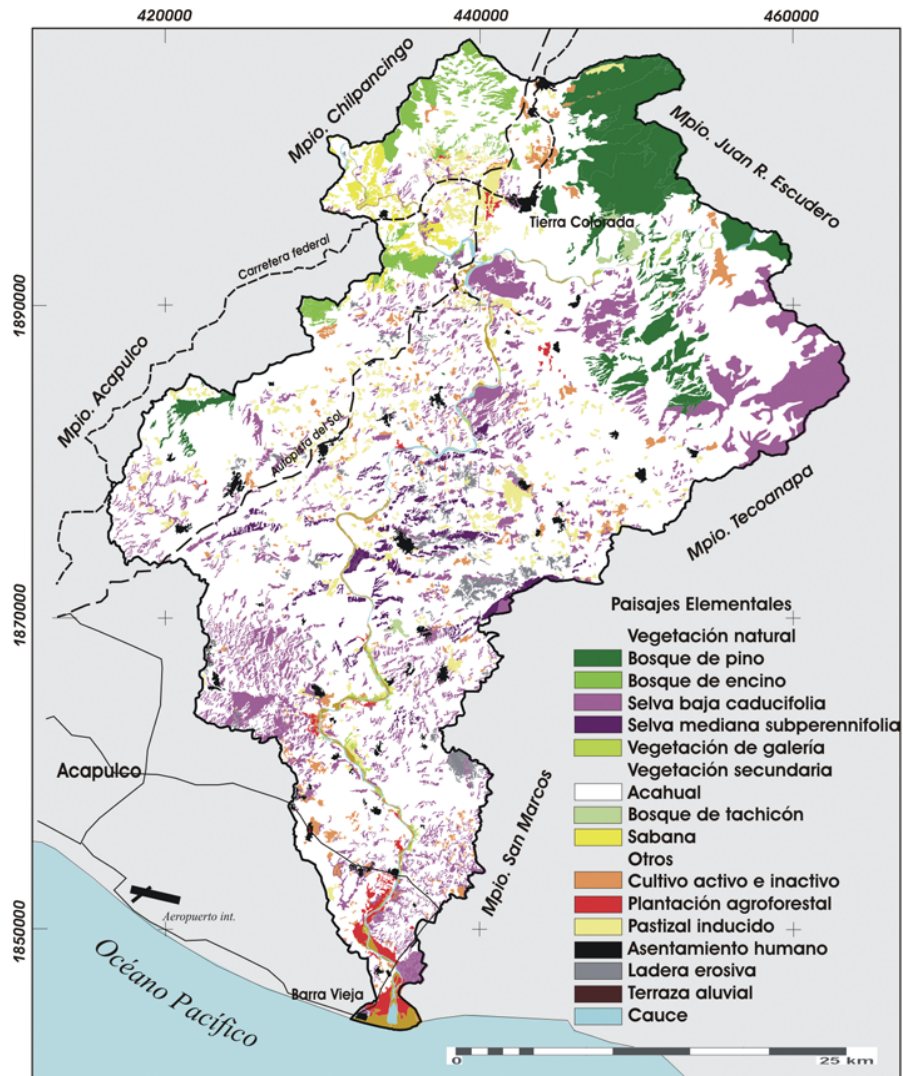 420000
440000
460000
Mpio. Chilpancingo
Mpio. Juan R. Escudero
Tierra Colorada
Carretera federal
1890000
Mpio. Acapulco
Autopista del Sol
Mpio. Tecoanapa
1870000
Paisajes Elementales
Vegetación natural
Bosque de pino
Bosque de encino
Selva baja caducifolia
Selva mediana subperennifolia
Vegetación de galería
Vegetación secundaria
Acahual
Bosque de tachicón
Sabana
Otros
Cultivo activo e inactivo
Plantación agroforestal
Pastizal inducido
Asentamiento humano
Ladera erosiva
Terraza aluvial
Cauce
Acapulco
Mpio. San Marcos
Aeropuerto int.
1850000
Océano Pacífico
Barra Vieja
0
25 km